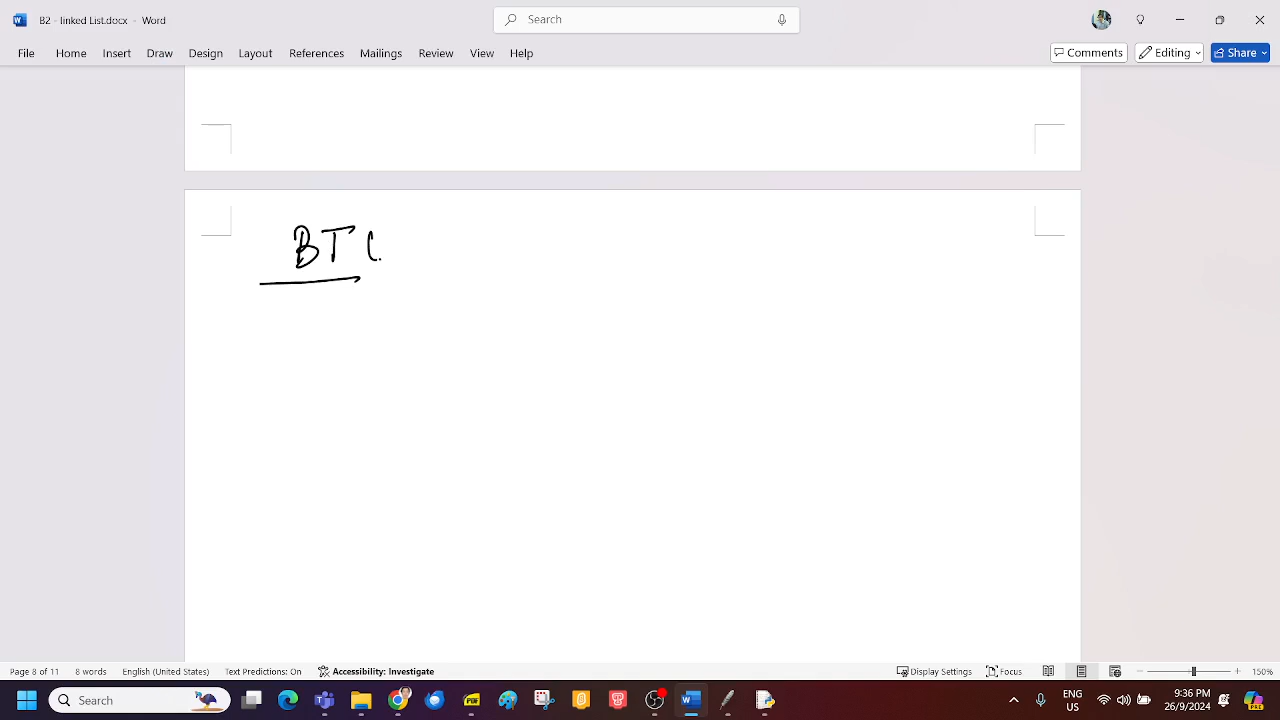 B2 - linked List.docx - Word
Search
File Home Insert Draw Design Layout References Mailings Review View Help
Comments Editing Share
BT (
Page 8 of 11 8 words English (United States) Text Predictions: On Accessibility: Investigate Display Settings Focus 150%
Search
ENG US 9:36 PM 26/9/2024